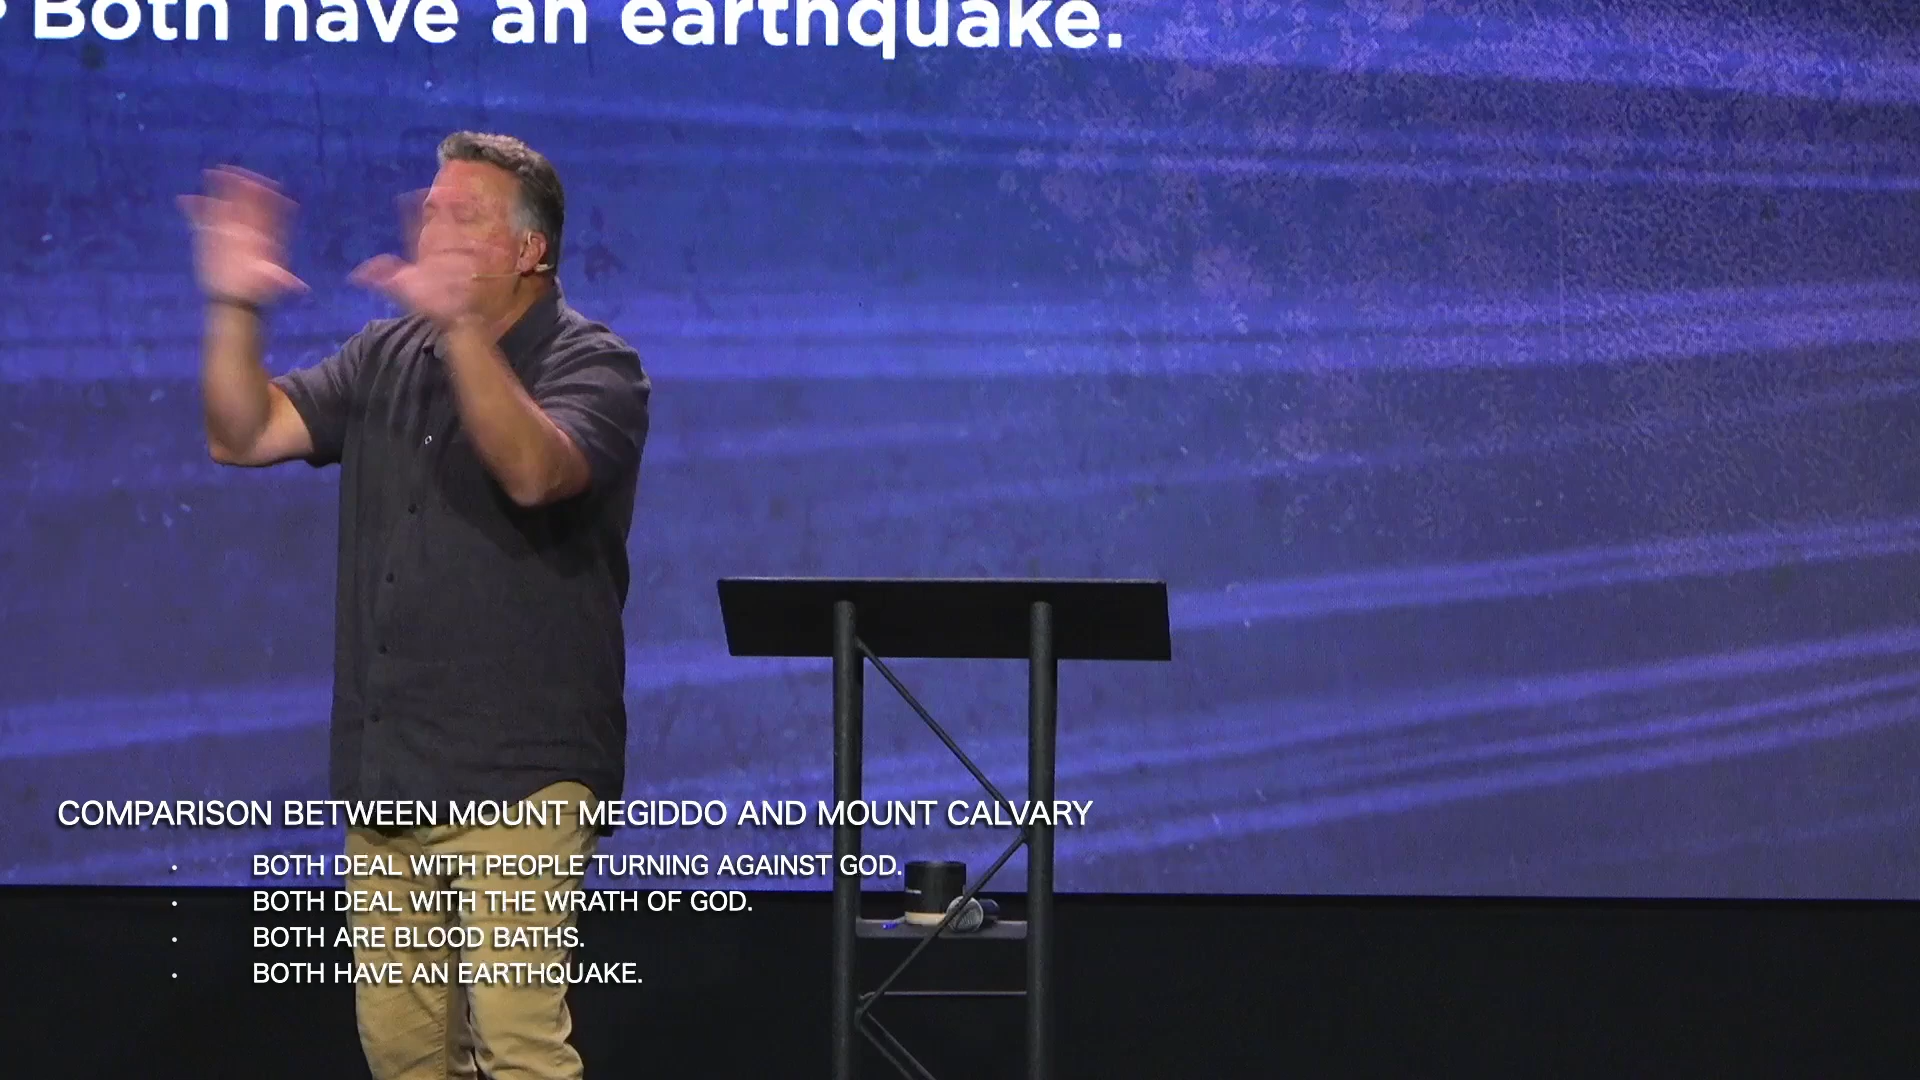 Both have an earthquake.
COMPARISON BETWEEN MOUNT MEGIDDO AND MOUNT CALVARY
• BOTH DEAL WITH PEOPLE TURNING AGAINST GOD.
• BOTH DEAL WITH THE WRATH OF GOD.
• BOTH ARE BLOOD BATHS.
• BOTH HAVE AN EARTHQUAKE.